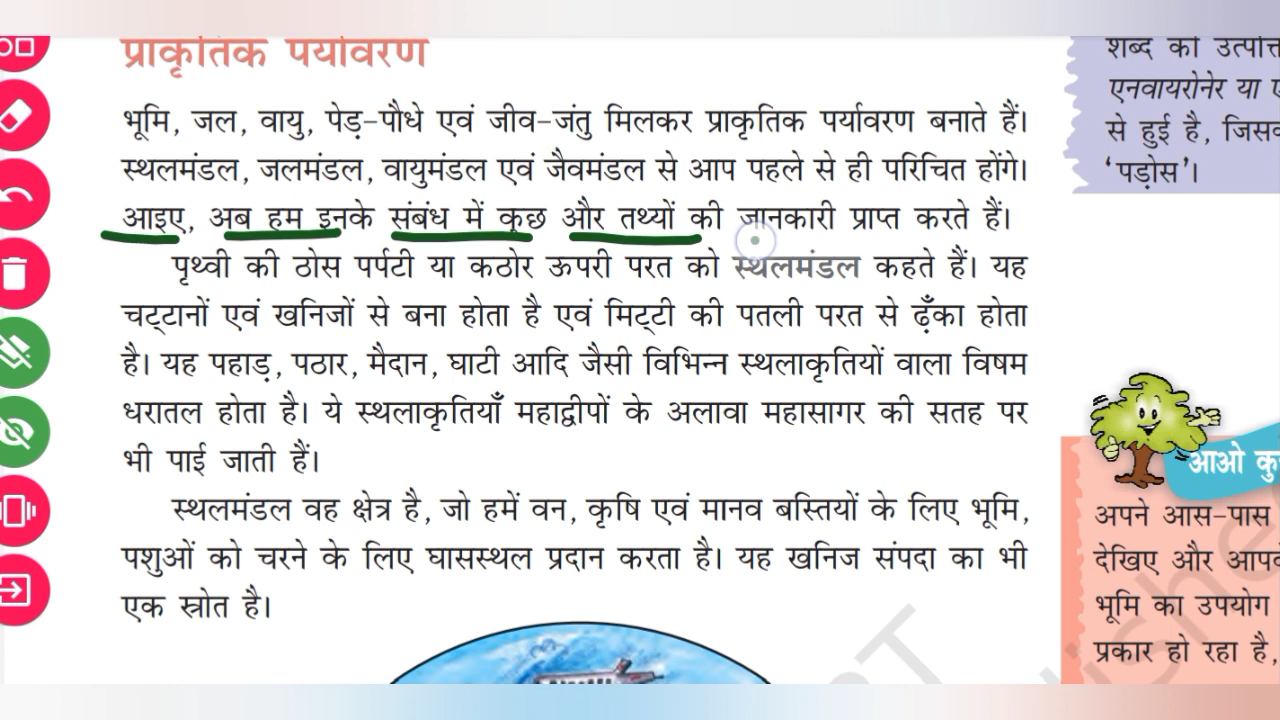 प्राकृतिक पर्यावरण
भूमि, जल, वायु, पेड़-पौधे एवं जीव-जंतु मिलकर प्राकृतिक पर्यावरण बनाते हैं।
स्थलमंडल, जलमंडल, वायुमंडल एवं जैवमंडल से आप पहले से ही परिचित होंगे।
आइए, अब हम इनके संबंध में कुछ और तथ्यों की जानकारी प्राप्त करते हैं।
पृथ्वी की ठोस पर्पटी या कठोर ऊपरी परत को स्थलमंडल कहते हैं। यह
चट्टानों एवं खनिजों से बना होता है एवं मिट्टी की पतली परत से ढँका होता
है। यह पहाड़, पठार, मैदान, घाटी आदि जैसी विभिन्न स्थलाकृतियों वाला विषम
धरातल होता है। ये स्थलाकृतियाँ महाद्वीपों के अलावा महासागर की सतह पर
भी पाई जाती हैं।
स्थलमंडल वह क्षेत्र है, जो हमें वन, कृषि एवं मानव बस्तियों के लिए भूमि,
पशुओं को चरने के लिए घासस्थल प्रदान करता है। यह खनिज संपदा का भी
एक स्रोत है।
शब्द की
एनवायरोनेर या
से हुई है,
'पड़ोस'।
आओ
अपने आस-पास
देखिए और
भूमि का उपयोग
प्रकार हो रहा है,